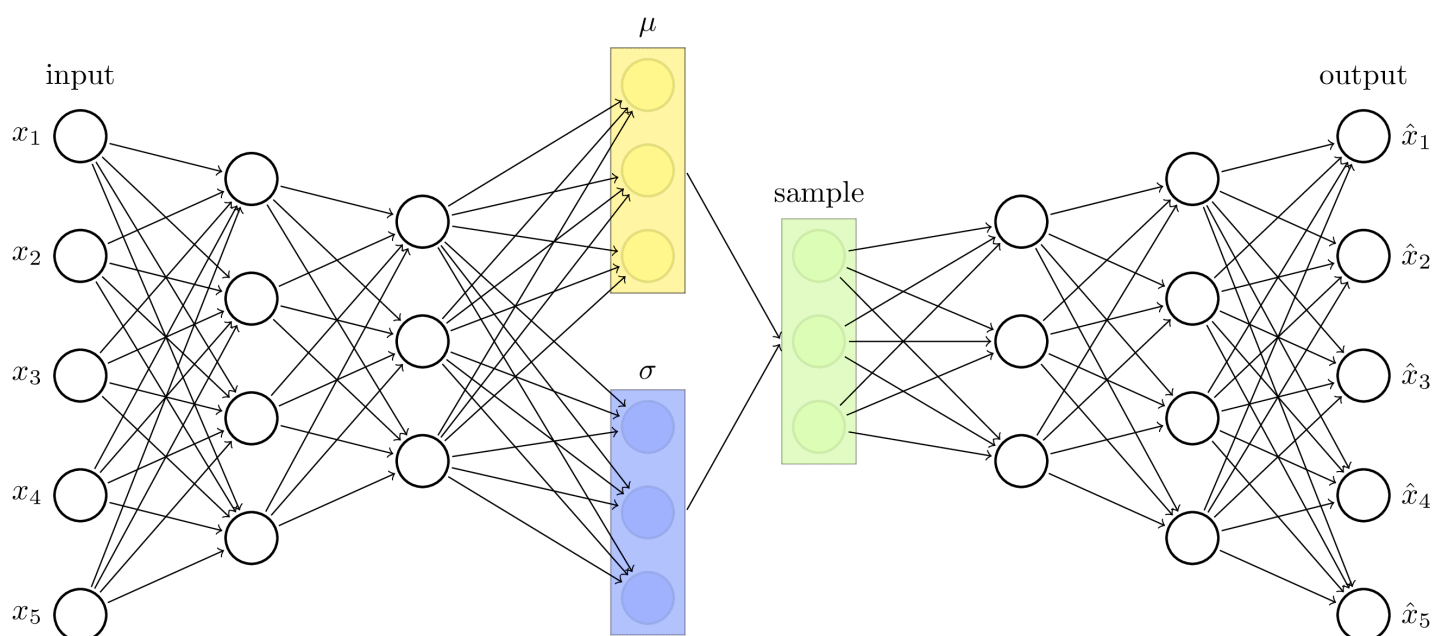 μ
input
output
x₁
x̂₁
sample
x₂
x̂₂
σ
x₃
x̂₃
x₄
x̂₄
x₅
x̂₅